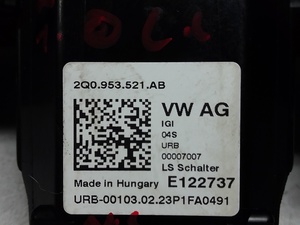 2Q0.953.521.AB
VW AG
IGI
04S
URB
00007007
LS Schalter
Made in Hungary E122737
URB-00103.02.23P1FA0491